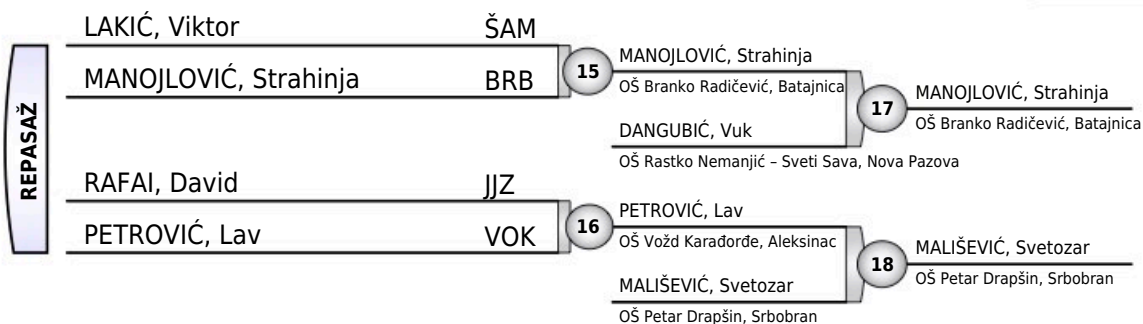 REPASAŽ
LAKIĆ, Viktor ŠAM
MANOJLOVIĆ, Strahinja BRB
15
MANOJLOVIĆ, Strahinja
OŠ Branko Radičević, Batajnica
DANGUBIĆ, Vuk
OŠ Rastko Nemanjić – Sveti Sava, Nova Pazova
17
MANOJLOVIĆ, Strahinja
OŠ Branko Radičević, Batajnica
RAFAI, David JJZ
PETROVIĆ, Lav VOK
16
PETROVIĆ, Lav
OŠ Vožd Karađorđe, Aleksinac
MALIŠEVIĆ, Svetozar
OŠ Petar Drapšin, Srbobran
18
MALIŠEVIĆ, Svetozar
OŠ Petar Drapšin, Srbobran